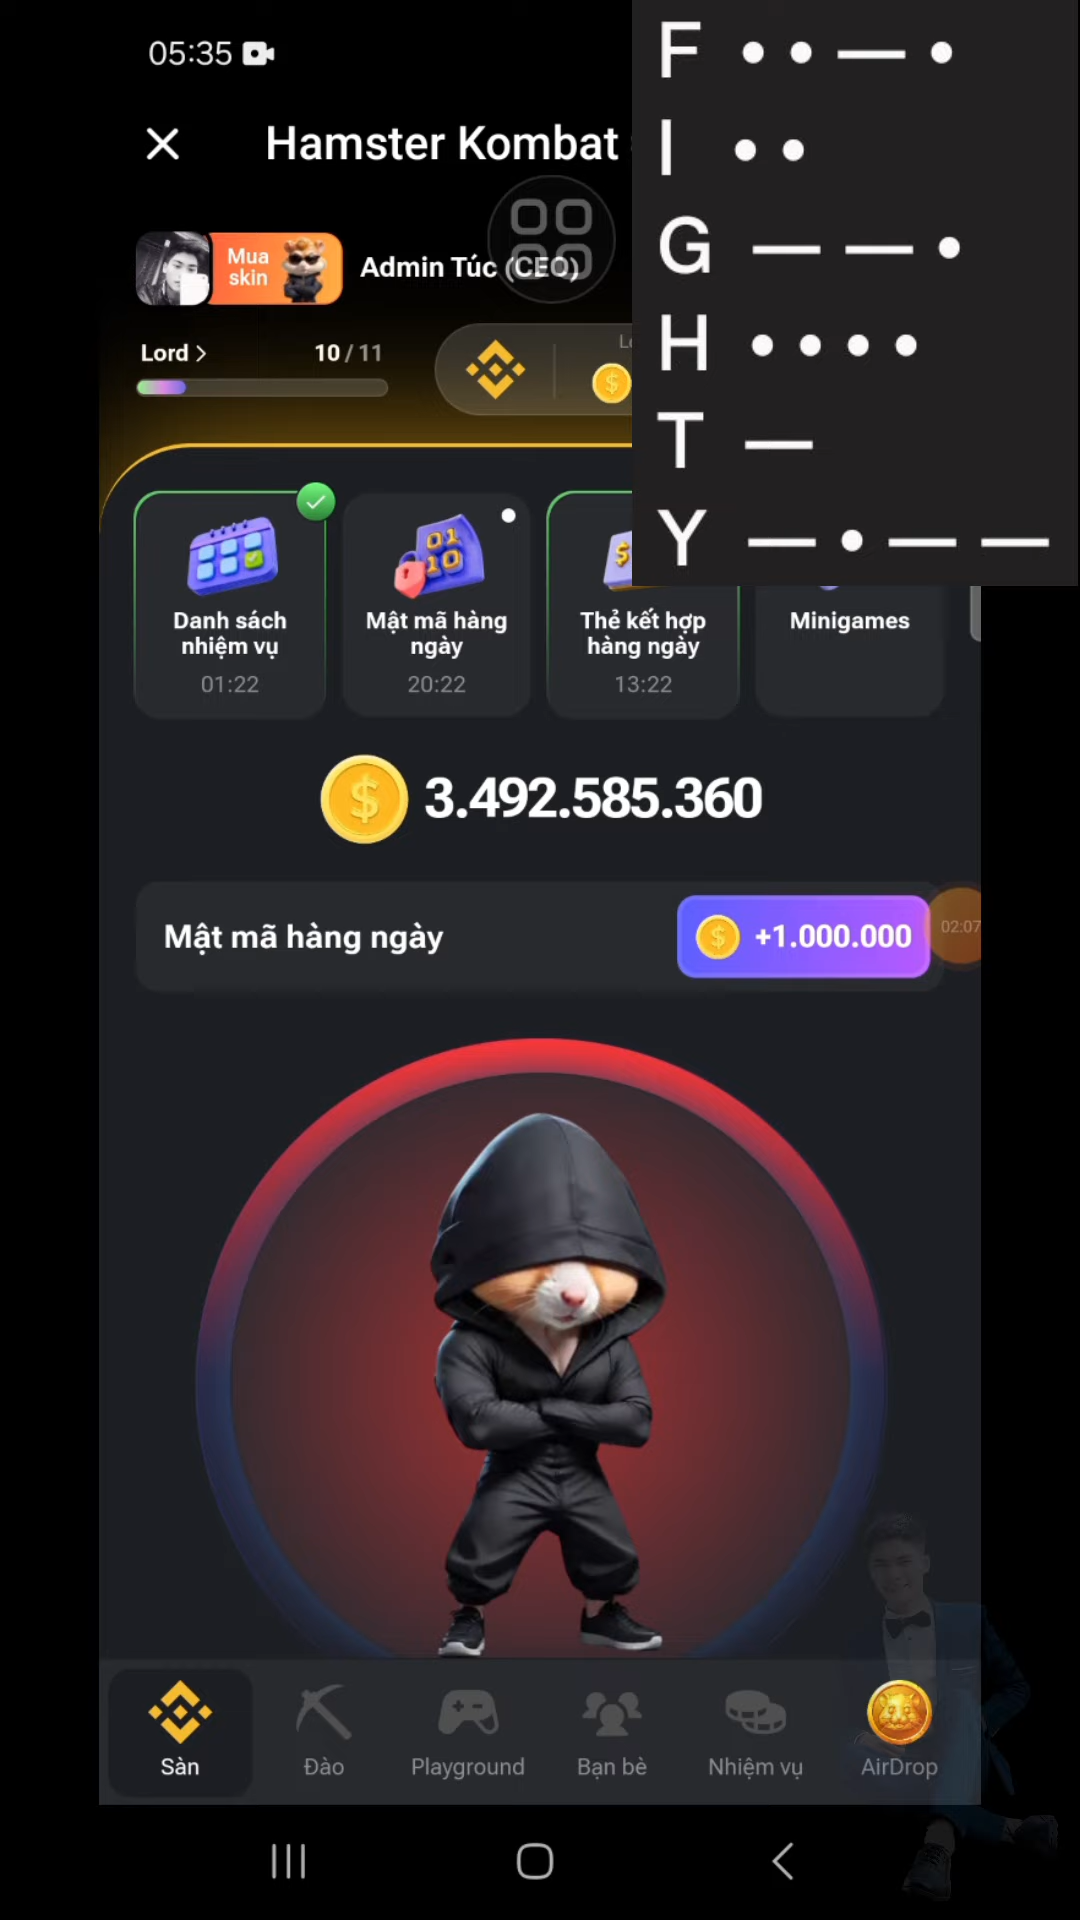 05:35
Hamster Kombat
Mua
skin
Admin Túc (CEO)
Lord >
10 / 11
F • • — •
I • •
G — — •
H • • • •
T —
Y — • — —
Danh sách
nhiệm vụ
01:22
Mật mã hàng
ngày
20:22
Thẻ kết hợp
hàng ngày
13:22
Minigames
3.492.585.360
Mật mã hàng ngày
+1.000.000
02:07
Sàn
Đào
Playground
Bạn bè
Nhiệm vụ
AirDrop